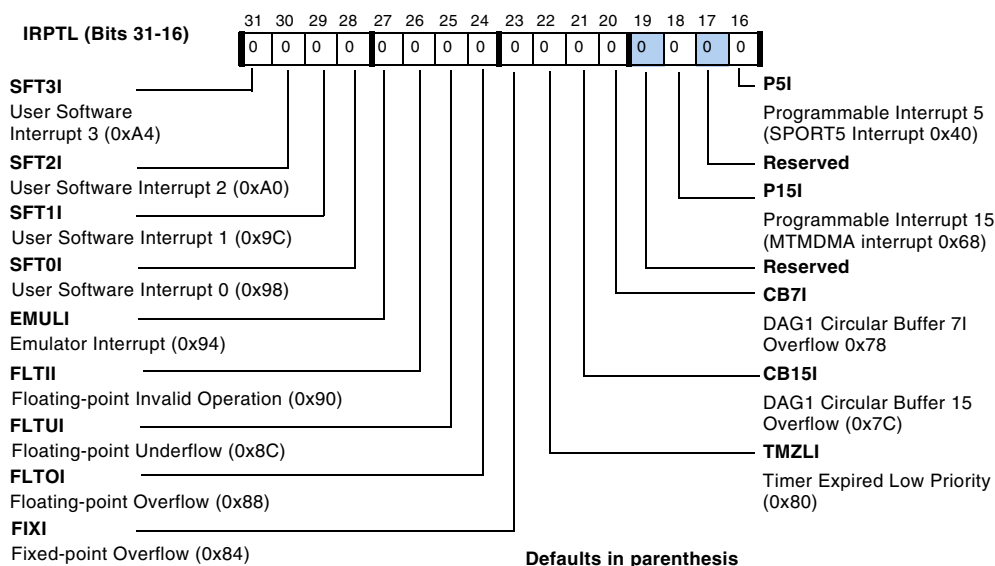 IRPTL (Bits 31-16)
31 30 29 28 27 26 25 24 23 22 21 20 19 18 17 16
0 0 0 0 0 0 0 0 0 0 0 0 0 0 0 0
SFT3I
User Software
Interrupt 3 (0xA4)
SFT2I
User Software Interrupt 2 (0xA0)
SFT1I
User Software Interrupt 1 (0x9C)
SFT0I
User Software Interrupt 0 (0x98)
EMULI
Emulator Interrupt (0x94)
FLTII
Floating-point Invalid Operation (0x90)
FLTUI
Floating-point Underflow (0x8C)
FLTOI
Floating-point Overflow (0x88)
FIXI
Fixed-point Overflow (0x84)
P5I
Programmable Interrupt 5
(SPORT5 Interrupt 0x40)
Reserved
P15I
Programmable Interrupt 15
(MTMDMA interrupt 0x68)
Reserved
CB7I
DAG1 Circular Buffer 7I
Overflow 0x78
CB15I
DAG1 Circular Buffer 15
Overflow (0x7C)
TMZLI
Timer Expired Low Priority
(0x80)
Defaults in parenthesis